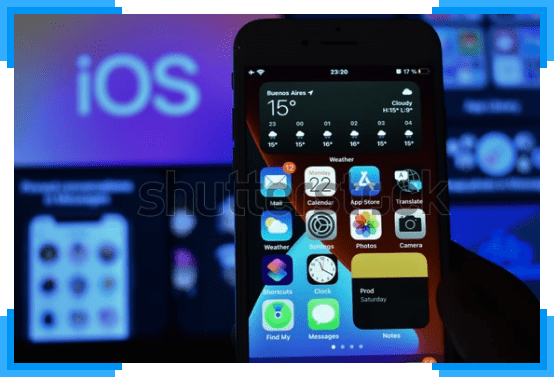 iOS
23:20
17 %
Buenos Aires
15°
Cloudy
H:15° L:9°
23 00 01 02 03 04
15° 15° 16° 16° 15° 15°
Weather
12
Monday
22
Mail Calendar App Store Translate
Weather Settings Photos Camera
Prod
Saturday
Shortcuts Clock
Find My Messages Notes
shutterstock